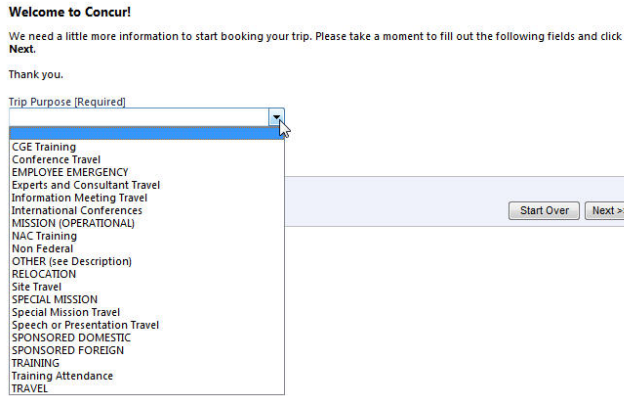 Welcome to Concur!
We need a little more information to start booking your trip. Please take a moment to fill out the following fields and click
Next.
Thank you.
Trip Purpose [Required]
CGE Training
Conference Travel
EMPLOYEE EMERGENCY
Experts and Consultant Travel
Information Meeting Travel
International Conferences
MISSION (OPERATIONAL)
NAC Training
Non Federal
OTHER (see Description)
RELOCATION
Site Travel
SPECIAL MISSION
Special Mission Travel
Speech or Presentation Travel
SPONSORED DOMESTIC
SPONSORED FOREIGN
TRAINING
Training Attendance
TRAVEL
Start Over Next >>